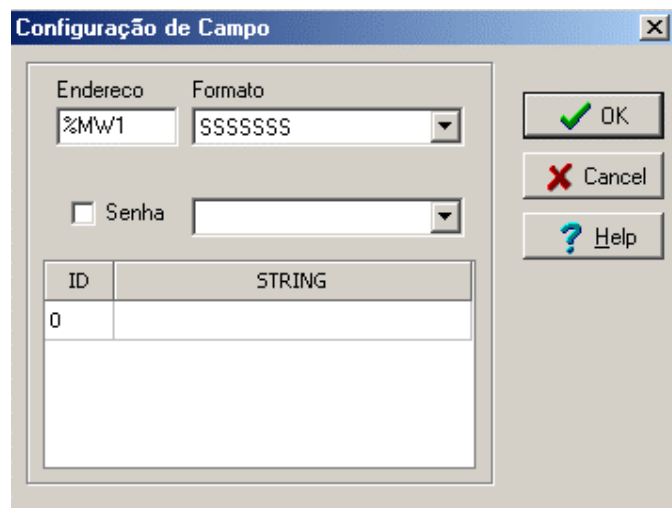 Configuração de Campo
Endereco Formato
%MW1 SSSSSSS
OK
Senha
Cancel
Help
ID STRING
0